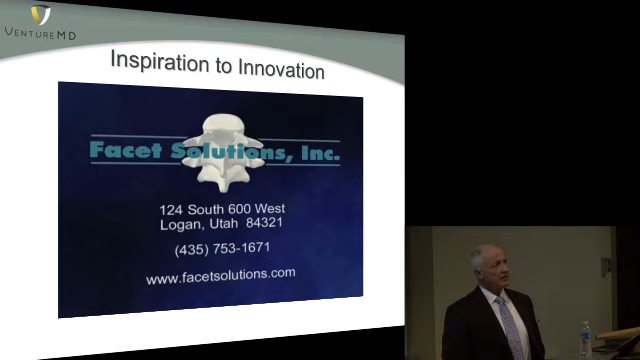 VENTUREMD
Inspiration to Innovation
Facet Solutions, Inc.
124 South 600 West
Logan, Utah 84321
(435) 753-1671
www.facetsolutions.com